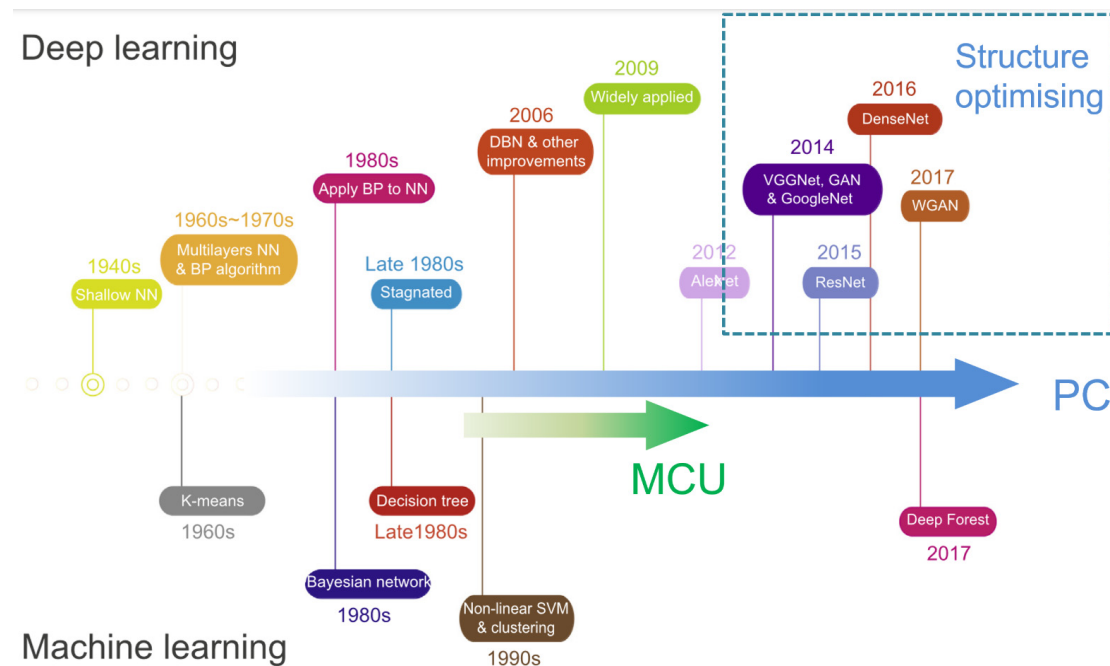 Deep learning
Structure
optimising
2009
Widely applied
2016
DenseNet
2006
DBN & other
improvements
2014
VGGNet, GAN
& GoogleNet
1980s
Apply BP to NN
2017
WGAN
1960s~1970s
Multilayers NN
& BP algorithm
1940s
Shallow NN
Late 1980s
Stagnated
2012
AlexNet
2015
ResNet
PC
MCU
K-means
1960s
Decision tree
Late1980s
Deep Forest
2017
Bayesian network
1980s
Non-linear SVM
& clustering
1990s
Machine learning